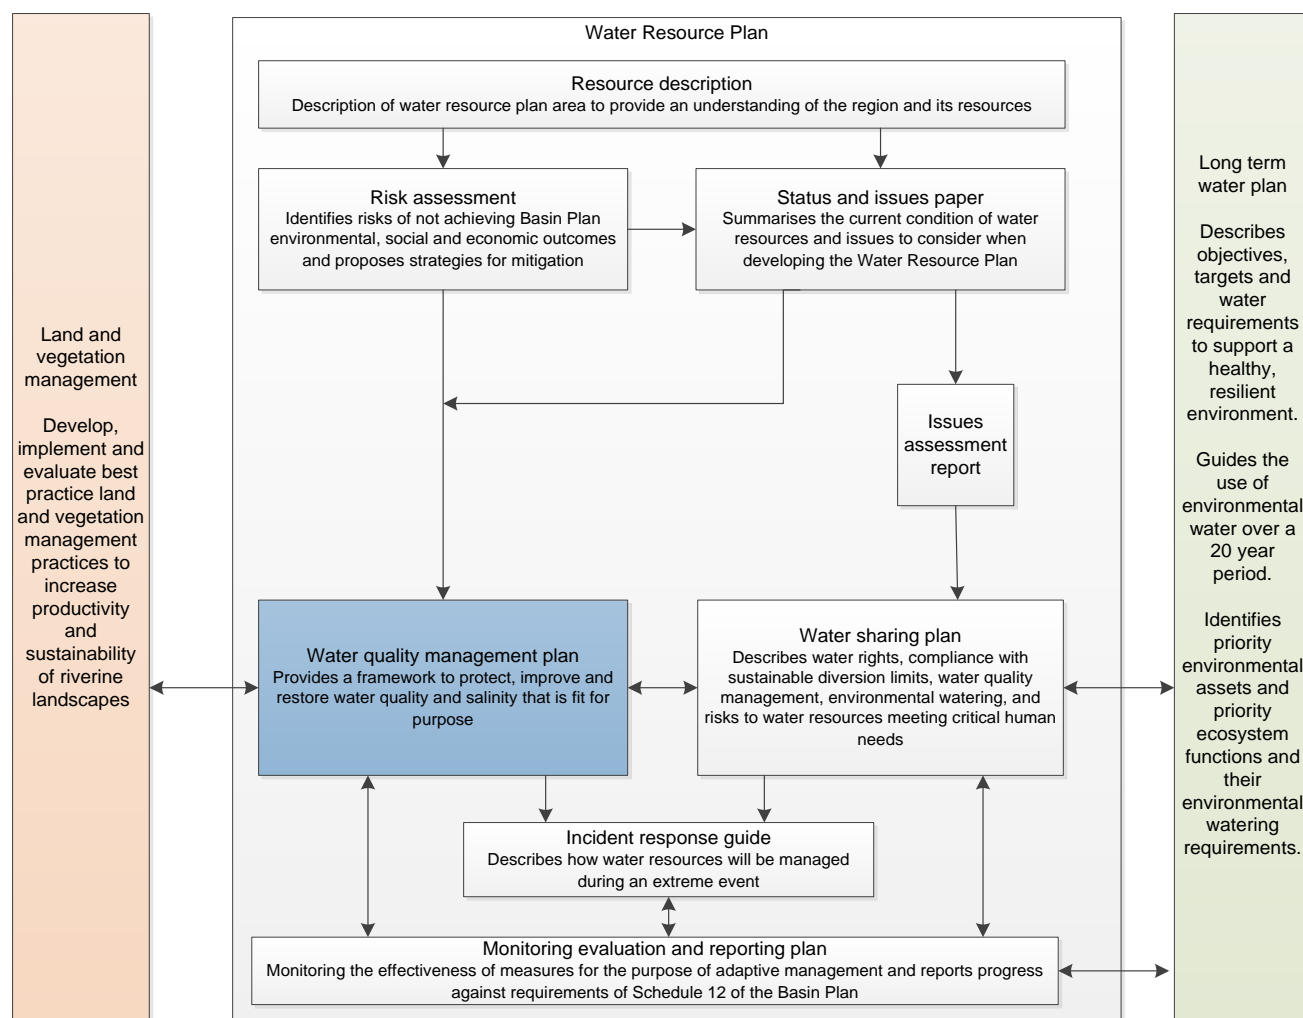 Water Resource Plan
Resource description
Description of water resource plan area to provide an understanding of the region and its resources
Risk assessment
Identifies risks of not achieving Basin Plan
environmental, social and economic outcomes
and proposes strategies for mitigation
Status and issues paper
Summarises the current condition of water
resources and issues to consider when
developing the Water Resource Plan
Issues
assessment
report
Land and
vegetation
management
Develop,
implement and
evaluate best
practice land
and vegetation
management
practices to
increase
productivity
and
sustainability
of riverine
landscapes
Water quality management plan
Provides a framework to protect, improve and
restore water quality and salinity that is fit for
purpose
Water sharing plan
Describes water rights, compliance with
sustainable diversion limits, water quality
management, environmental watering, and
risks to water resources meeting critical human
needs
Incident response guide
Describes how water resources will be managed
during an extreme event
Monitoring evaluation and reporting plan
Monitoring the effectiveness of measures for the purpose of adaptive management and reports progress
against requirements of Schedule 12 of the Basin Plan
Long term
water plan
Describes
objectives,
targets and
water
requirements
to support a
healthy,
resilient
environment.
Guides the
use of
environmental
water over a
20 year
period.
Identifies
priority
environmental
assets and
priority
ecosystem
functions and
their
environmental
watering
requirements.